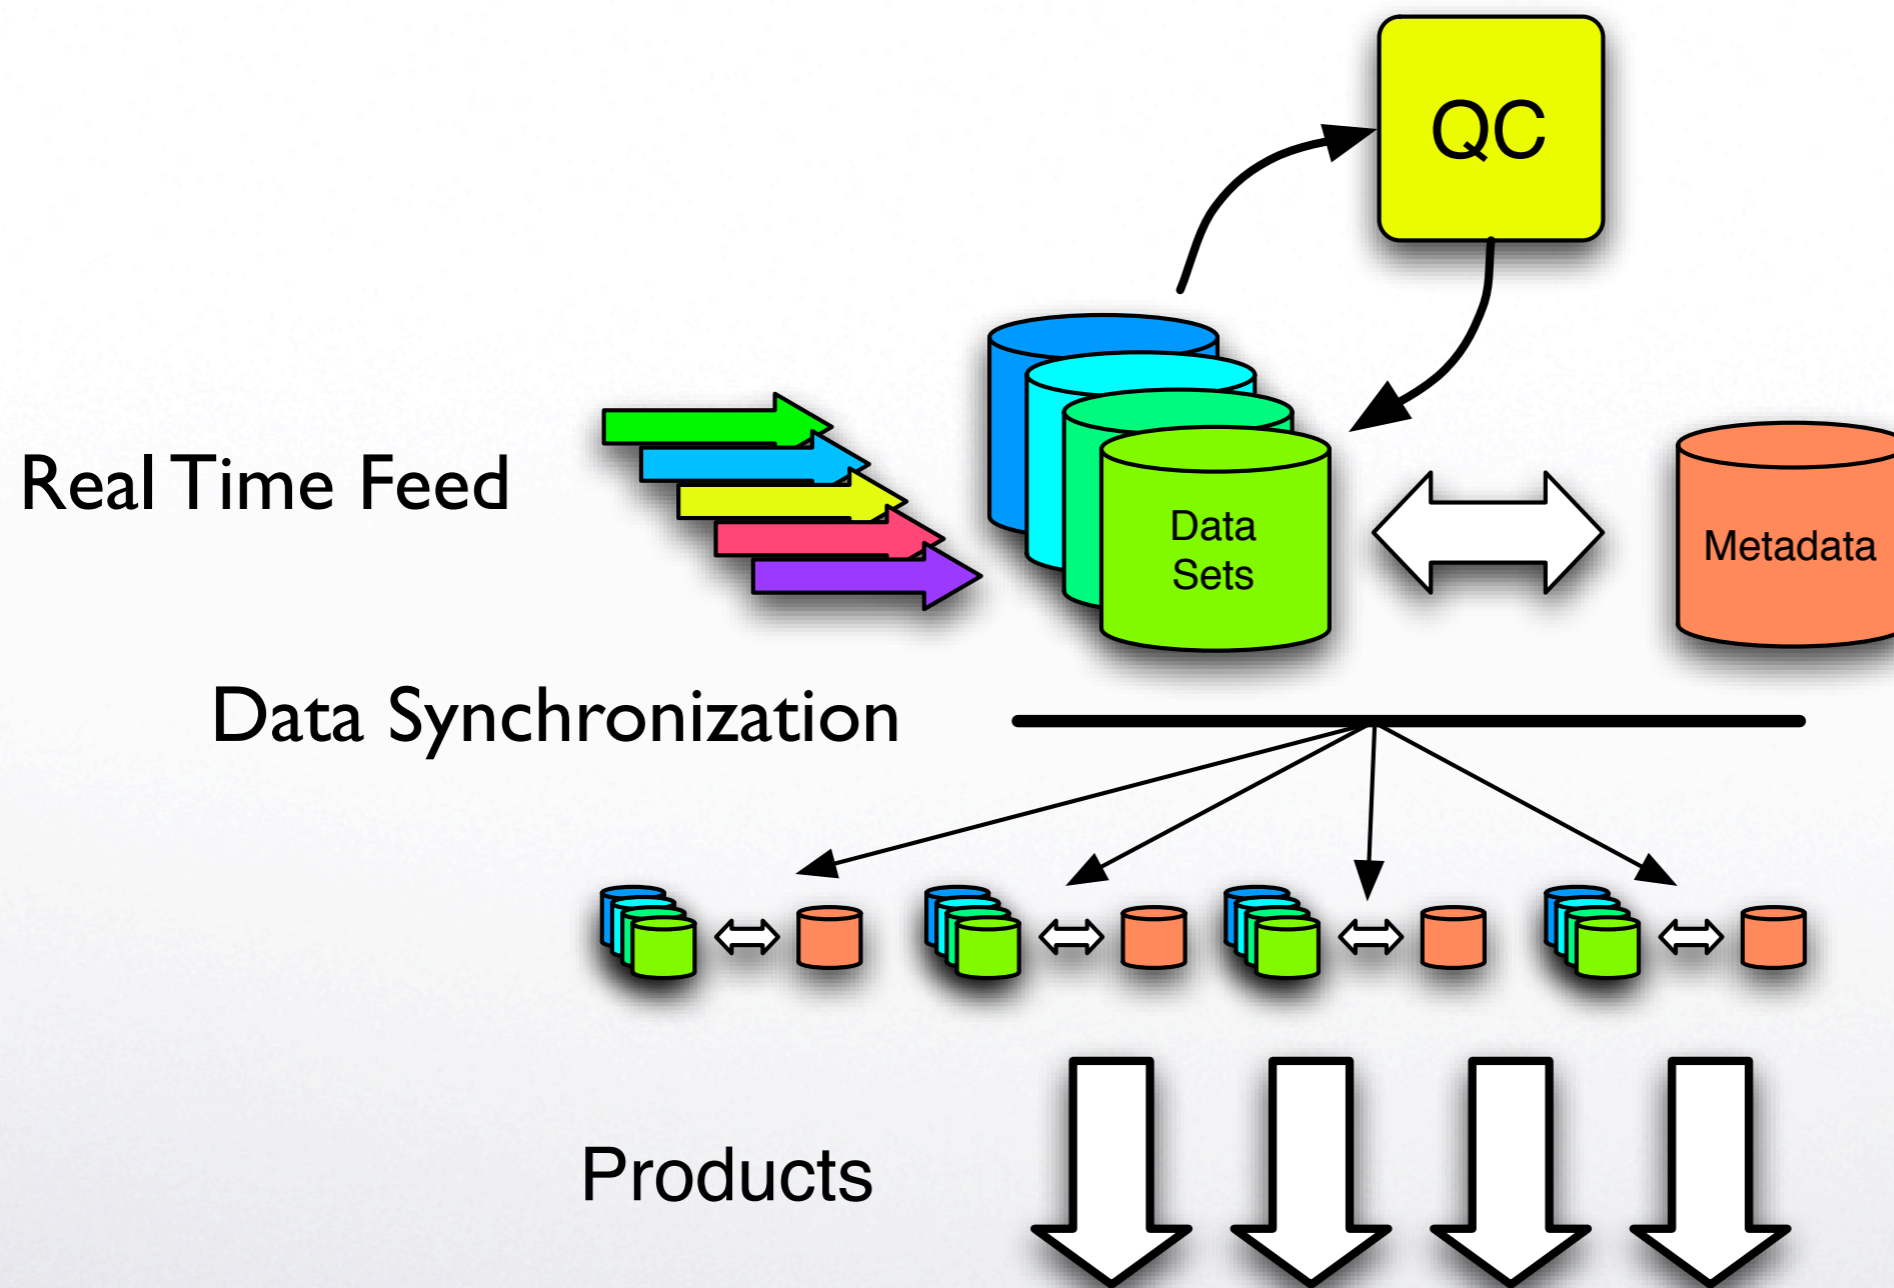 QC
Real Time Feed
Data
Sets
Metadata
Data Synchronization
Products